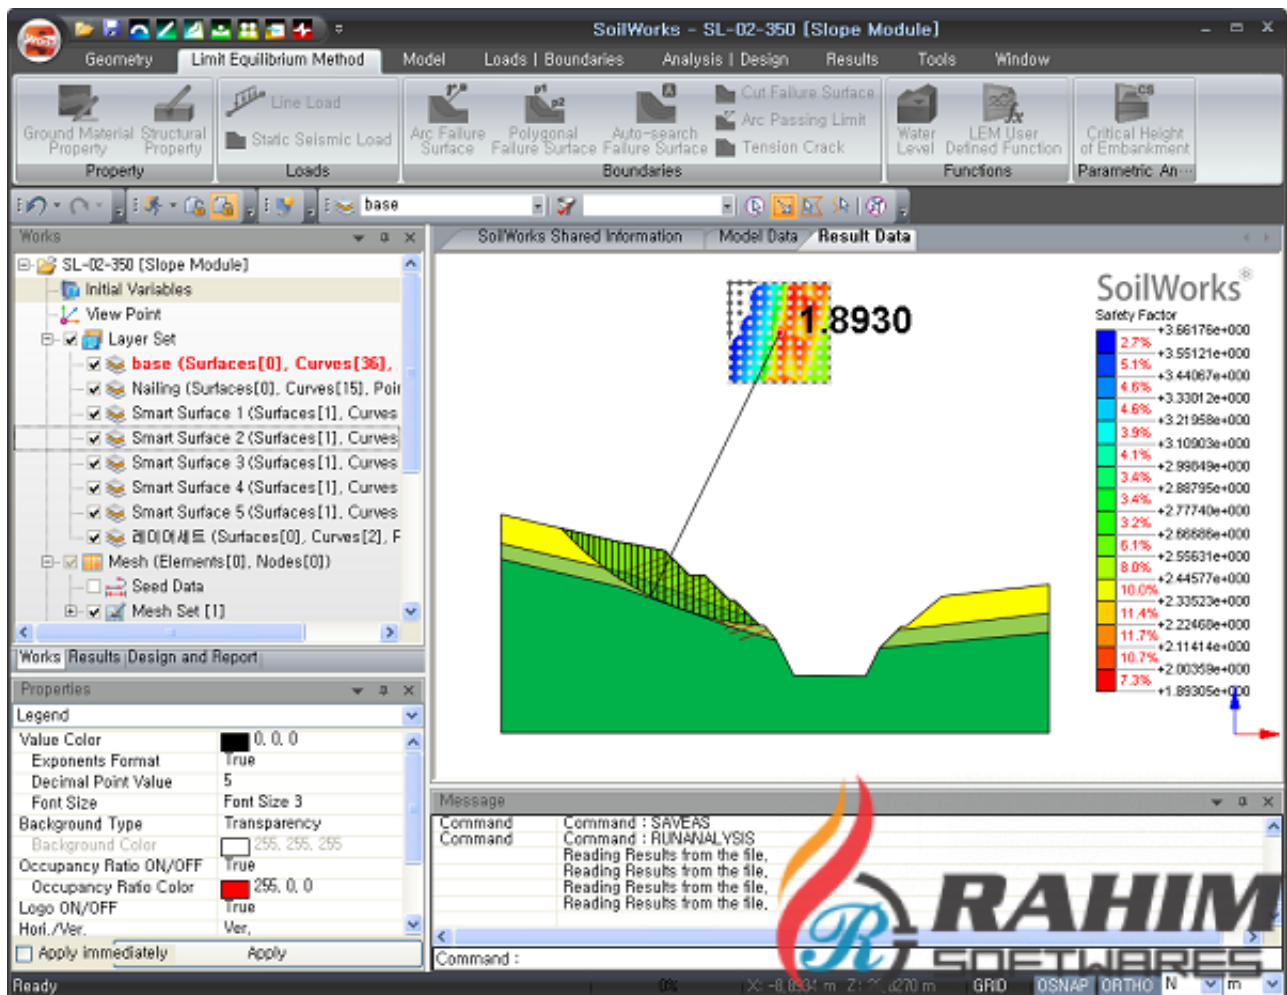 SoilWorks - SL-02-350 [Slope Module]
Geometry Limit Equilibrium Method Model Loads | Boundaries Analysis | Design Results Tools Window
Ground Material Property
Structural Property
Property
Line Load
Static Seismic Load
Loads
Arc Failure Surface
Polygonal Failure Surface
Auto-search Failure Surface
Cut Failure Surface
Arc Passing Limit
Tension Crack
Boundaries
Water Level
LEM User Defined Function
Functions
Critical Height of Embankment
Parametric An...
base
Works
SL-02-350 [Slope Module]
Initial Variables
View Point
Layer Set
base (Surfaces[0], Curves[36],
Nailing (Surfaces[0], Curves[15], Poir
Smart Surface 1 (Surfaces[1], Curves
Smart Surface 2 (Surfaces[1], Curves
Smart Surface 3 (Surfaces[1], Curves
Smart Surface 4 (Surfaces[1], Curves
Smart Surface 5 (Surfaces[1], Curves
레이어세트 (Surfaces[0], Curves[2], F
Mesh (Elements[0], Nodes[0])
Seed Data
Mesh Set [1]
Works Results Design and Report
Properties
Legend
Value Color 0, 0, 0
Exponents Format True
Decimal Point Value 5
Font Size Font Size 3
Background Type Transparency
Background Color 255, 255, 255
Occupancy Ratio ON/OFF True
Occupancy Ratio Color 255, 0, 0
Logo ON/OFF True
Hori./Ver. Ver,
Apply immediately Apply
SoilWorks Shared Information Model Data Result Data
1.8930
SoilWorks
Safety Factor
+3.66176e+000
2.7%
+3.55121e+000
5.1%
+3.44067e+000
4.6%
+3.33012e+000
4.6%
+3.21958e+000
3.9%
+3.10903e+000
4.1%
+2.99849e+000
3.4%
+2.88795e+000
3.4%
+2.77740e+000
3.2%
+2.66686e+000
6.1%
+2.55631e+000
8.0%
+2.44577e+000
10.0%
+2.33523e+000
11.4%
+2.22468e+000
11.7%
+2.11414e+000
10.7%
+2.00359e+000
7.3%
+1.89305e+000
Message
Command Command : SAVEAS
Command Command : RUNANALYSIS
Reading Results from the file,
Reading Results from the file,
Reading Results from the file,
Reading Results from the file,
Command :
R
RAHIM
SOFTWARES
Ready 0% GRID OSNAP ORTHO N m